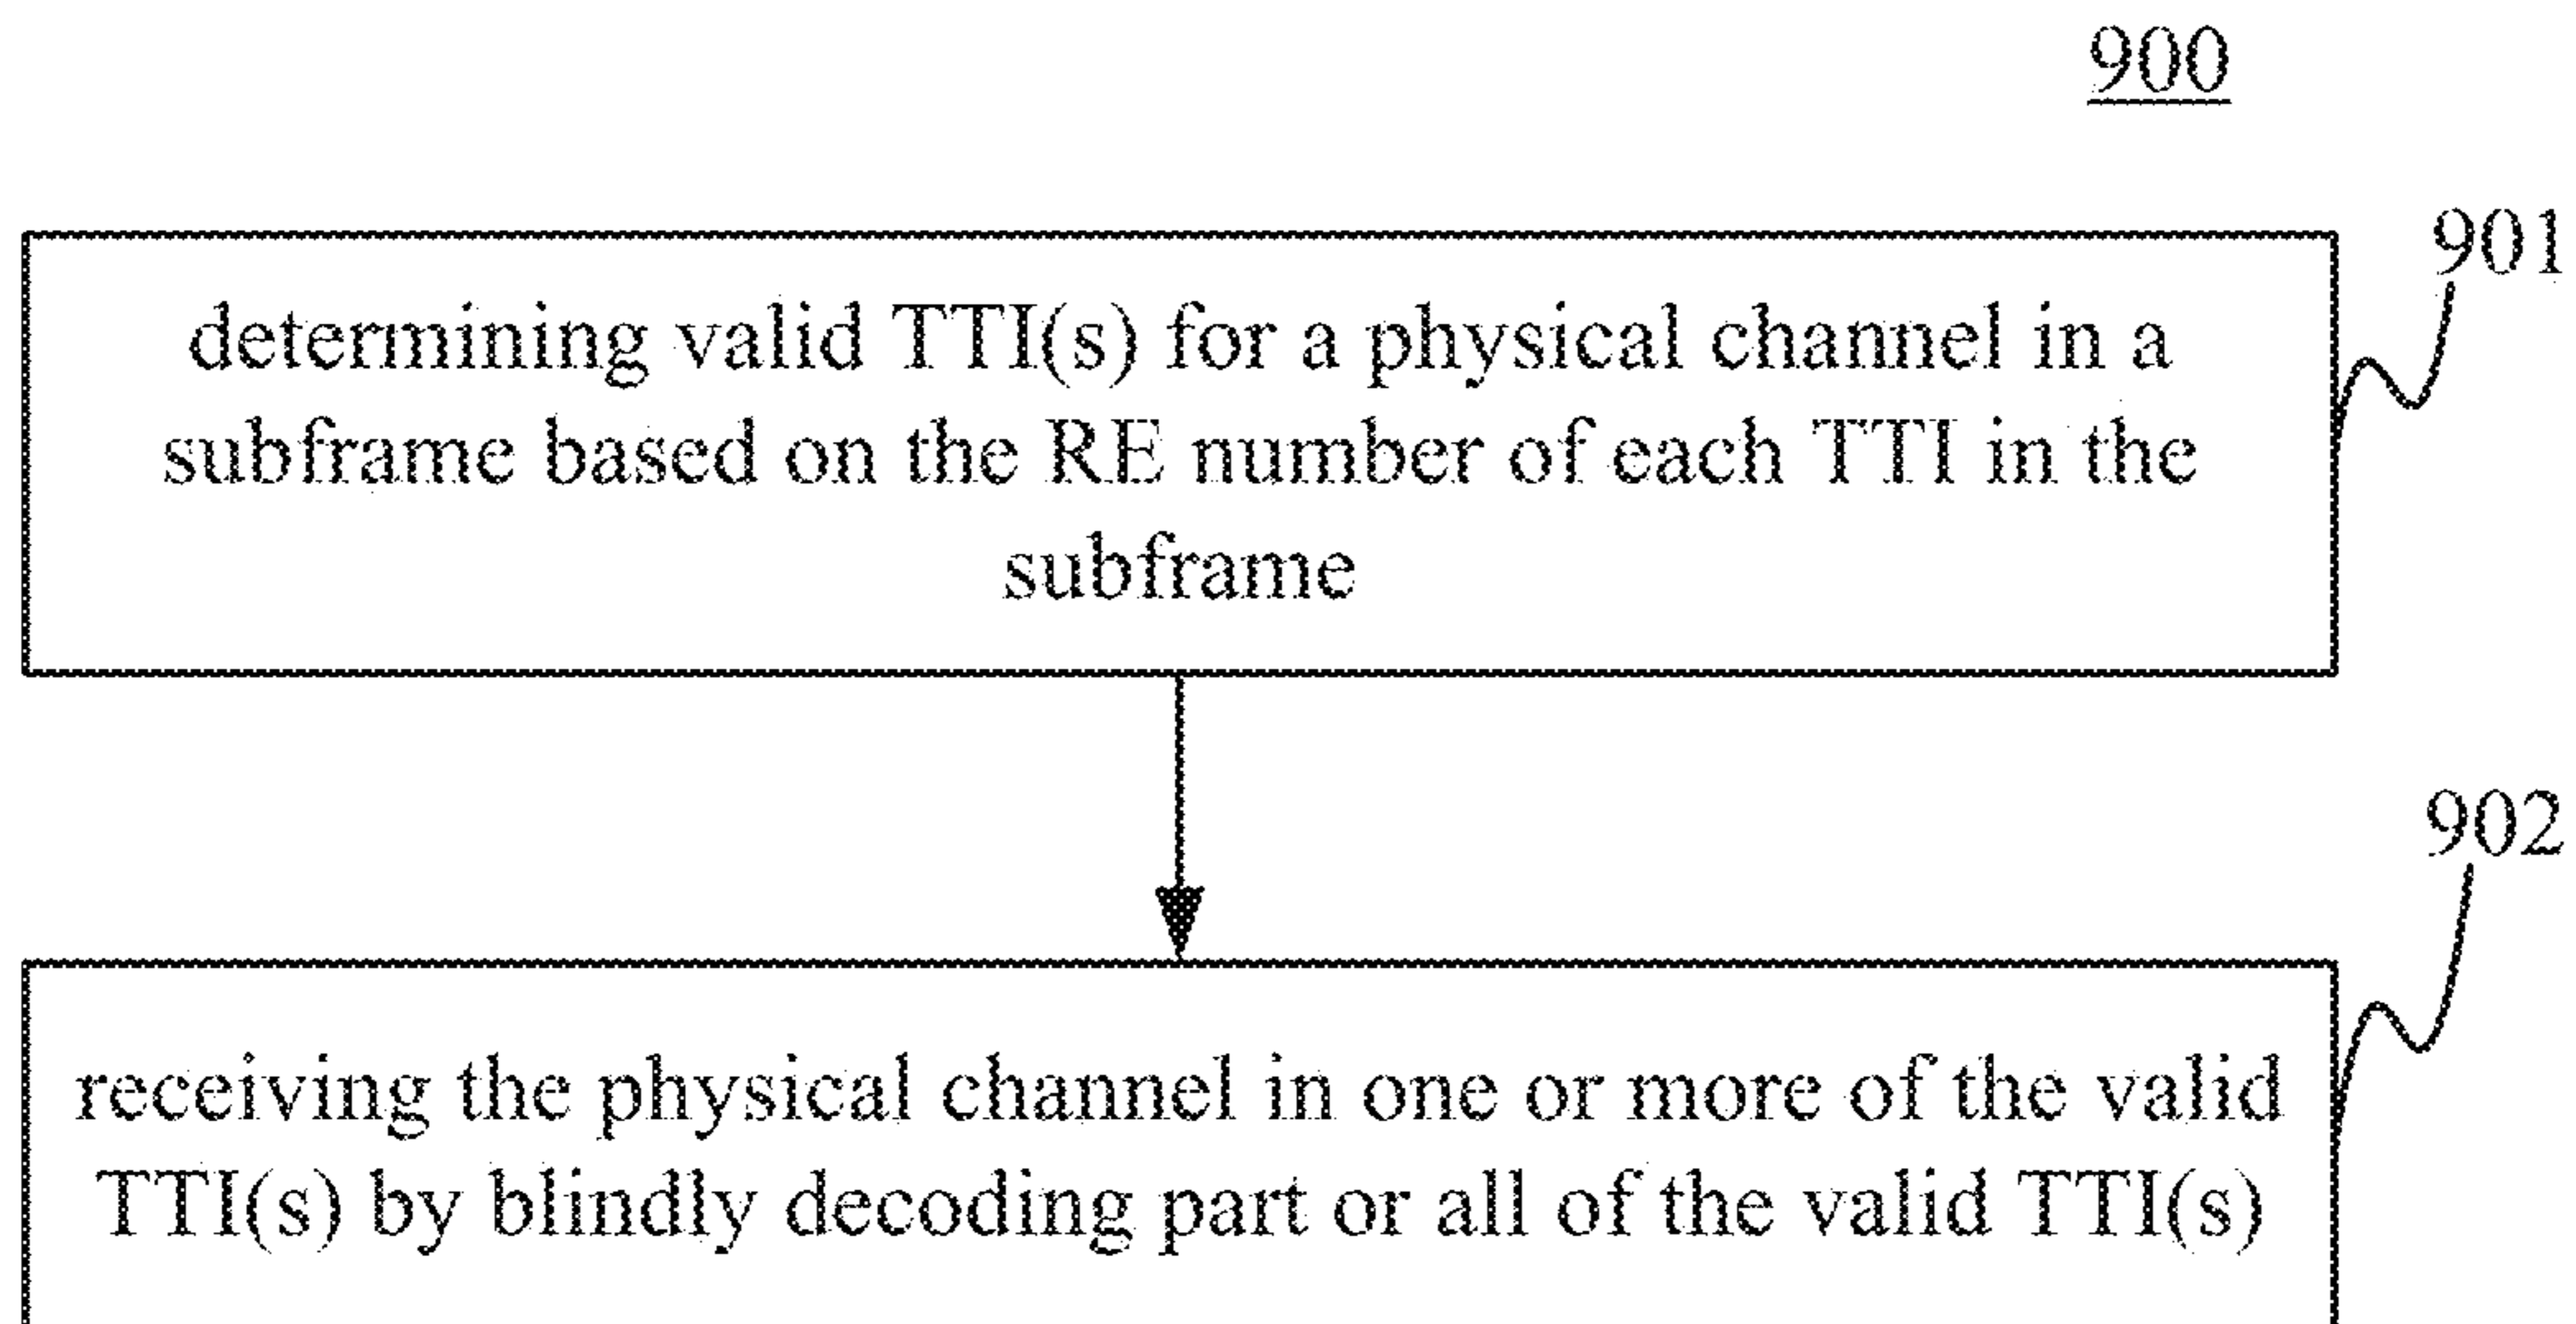 900
901
determining valid TTI(s) for a physical channel in a
subframe based on the RE number of each TTI in the
subframe
902
receiving the physical channel in one or more of the valid
TTI(s) by blindly decoding part or all of the valid TTI(s)